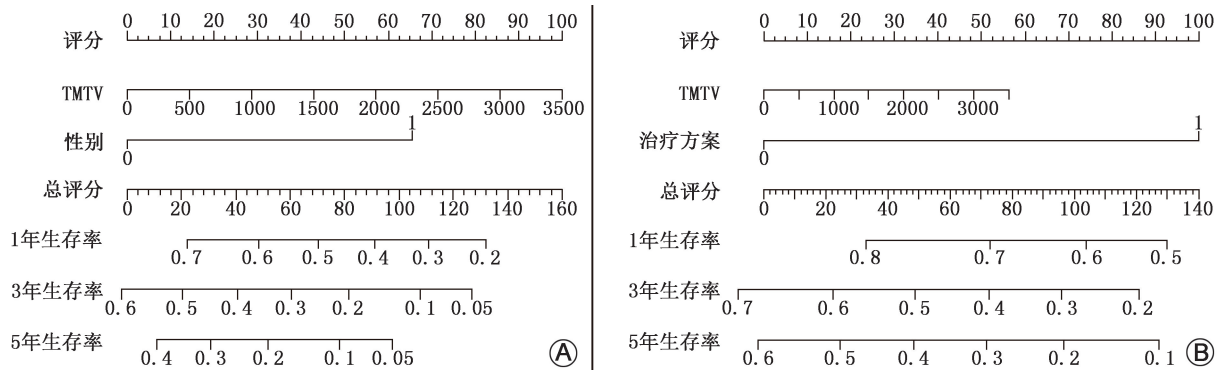 评分 0 10 20 30 40 50 60 70 80 90 100
TMTV 0 500 1000 1500 2000 2500 3000 3500
性别 0 1
总评分 0 20 40 60 80 100 120 140 160
1年生存率 0.7 0.6 0.5 0.4 0.3 0.2
3年生存率 0.6 0.5 0.4 0.3 0.2 0.1 0.05
5年生存率 0.4 0.3 0.2 0.1 0.05
A
评分 0 10 20 30 40 50 60 70 80 90 100
TMTV 0 1000 2000 3000
治疗方案 0 1
总评分 0 20 40 60 80 100 120 140
1年生存率 0.8 0.7 0.6 0.5
3年生存率 0.7 0.6 0.5 0.4 0.3 0.2
5年生存率 0.6 0.5 0.4 0.3 0.2 0.1
B